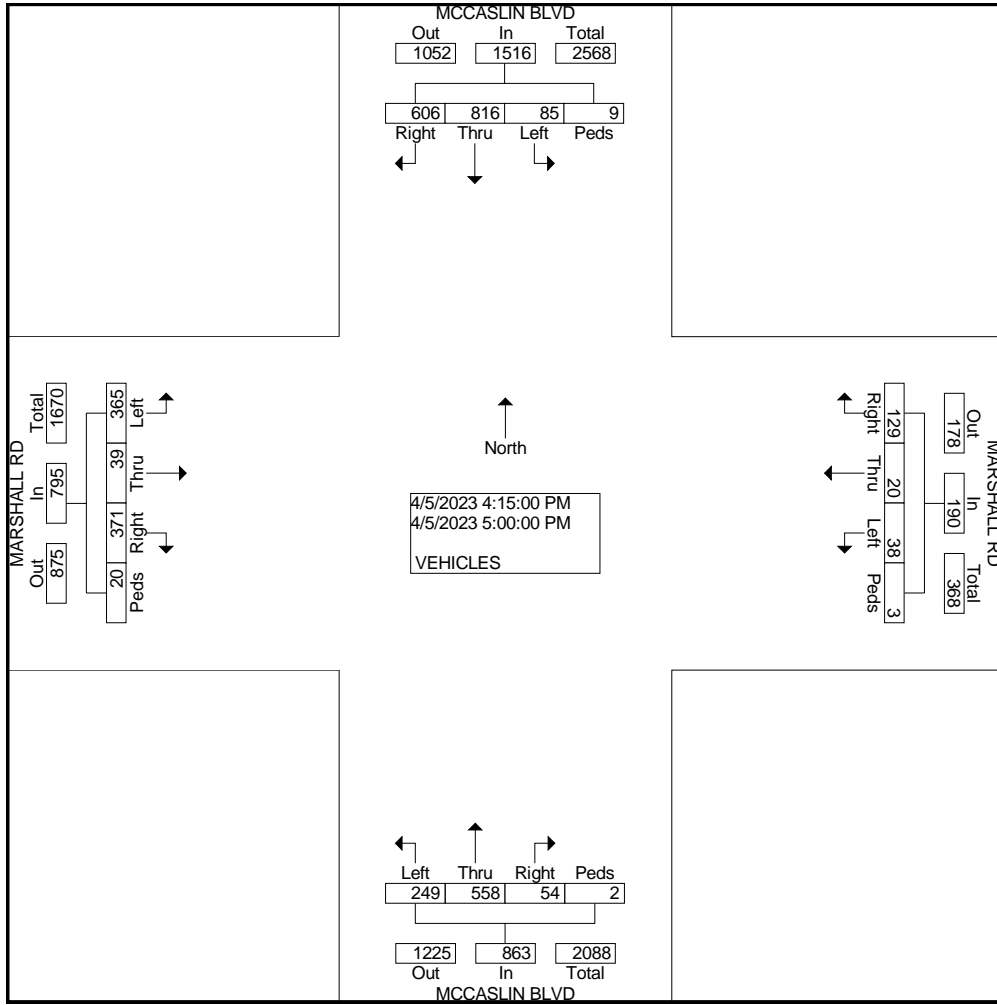 MCCASLIN BLVD
Out In Total
1052 1516 2568
606 816 85 9
Right Thru Left Peds
MARSHALL RD
Total In Out
1670 795 875
365 39 371 20
Left Thru Right Peds
North
4/5/2023 4:15:00 PM
4/5/2023 5:00:00 PM
VEHICLES
Right Thru Left Peds
129 20 38 3
Out In Total
178 190 368
MARSHALL RD
Left Thru Right Peds
249 558 54 2
1225 863 2088
Out In Total
MCCASLIN BLVD